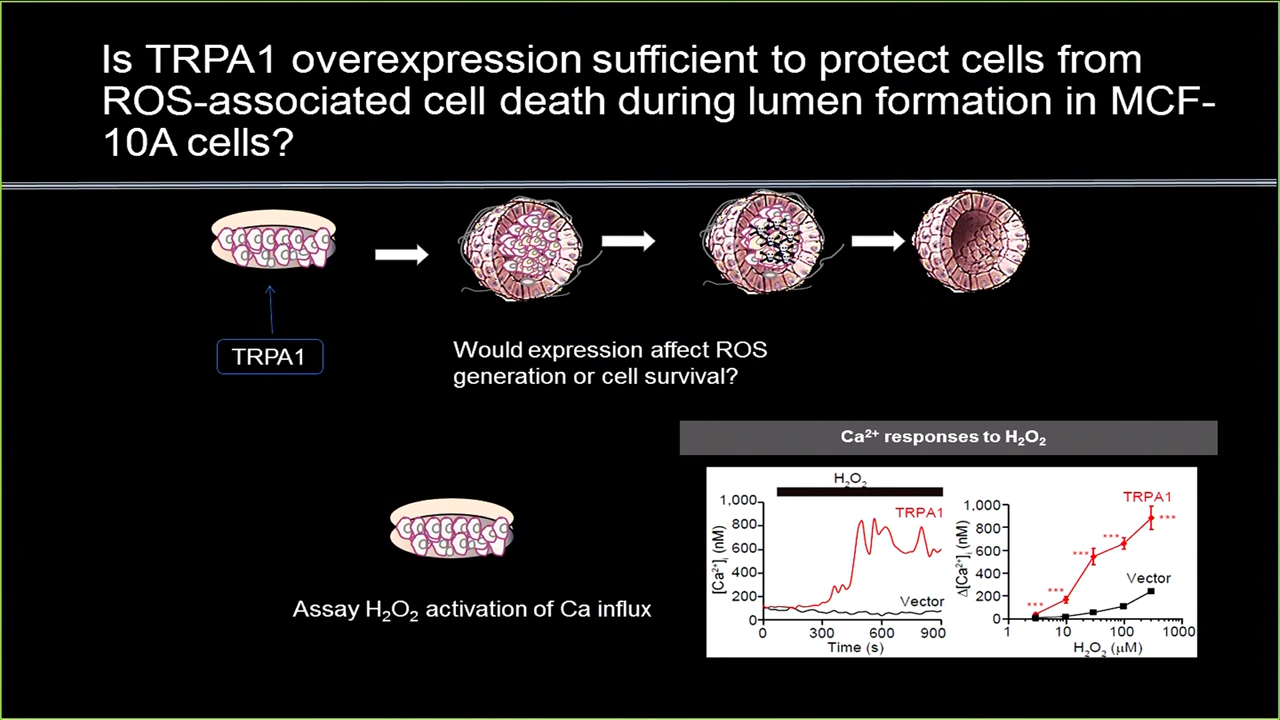 Is TRPA1 overexpression sufficient to protect cells from
ROS-associated cell death during lumen formation in MCF-
10A cells?
TRPA1
Would expression affect ROS
generation or cell survival?
Ca²⁺ responses to H₂O₂
Assay H₂O₂ activation of Ca influx
H₂O₂
1,000
800
600
400
200
0
[Ca²⁺]ᵢ (nM)
TRPA1
Vector
0 300 600 900
Time (s)
1,000
800
600
400
200
0
Δ[Ca²⁺]ᵢ (nM)
TRPA1
***
***
***
***
***
Vector
1 10 100 1000
H₂O₂ (μM)